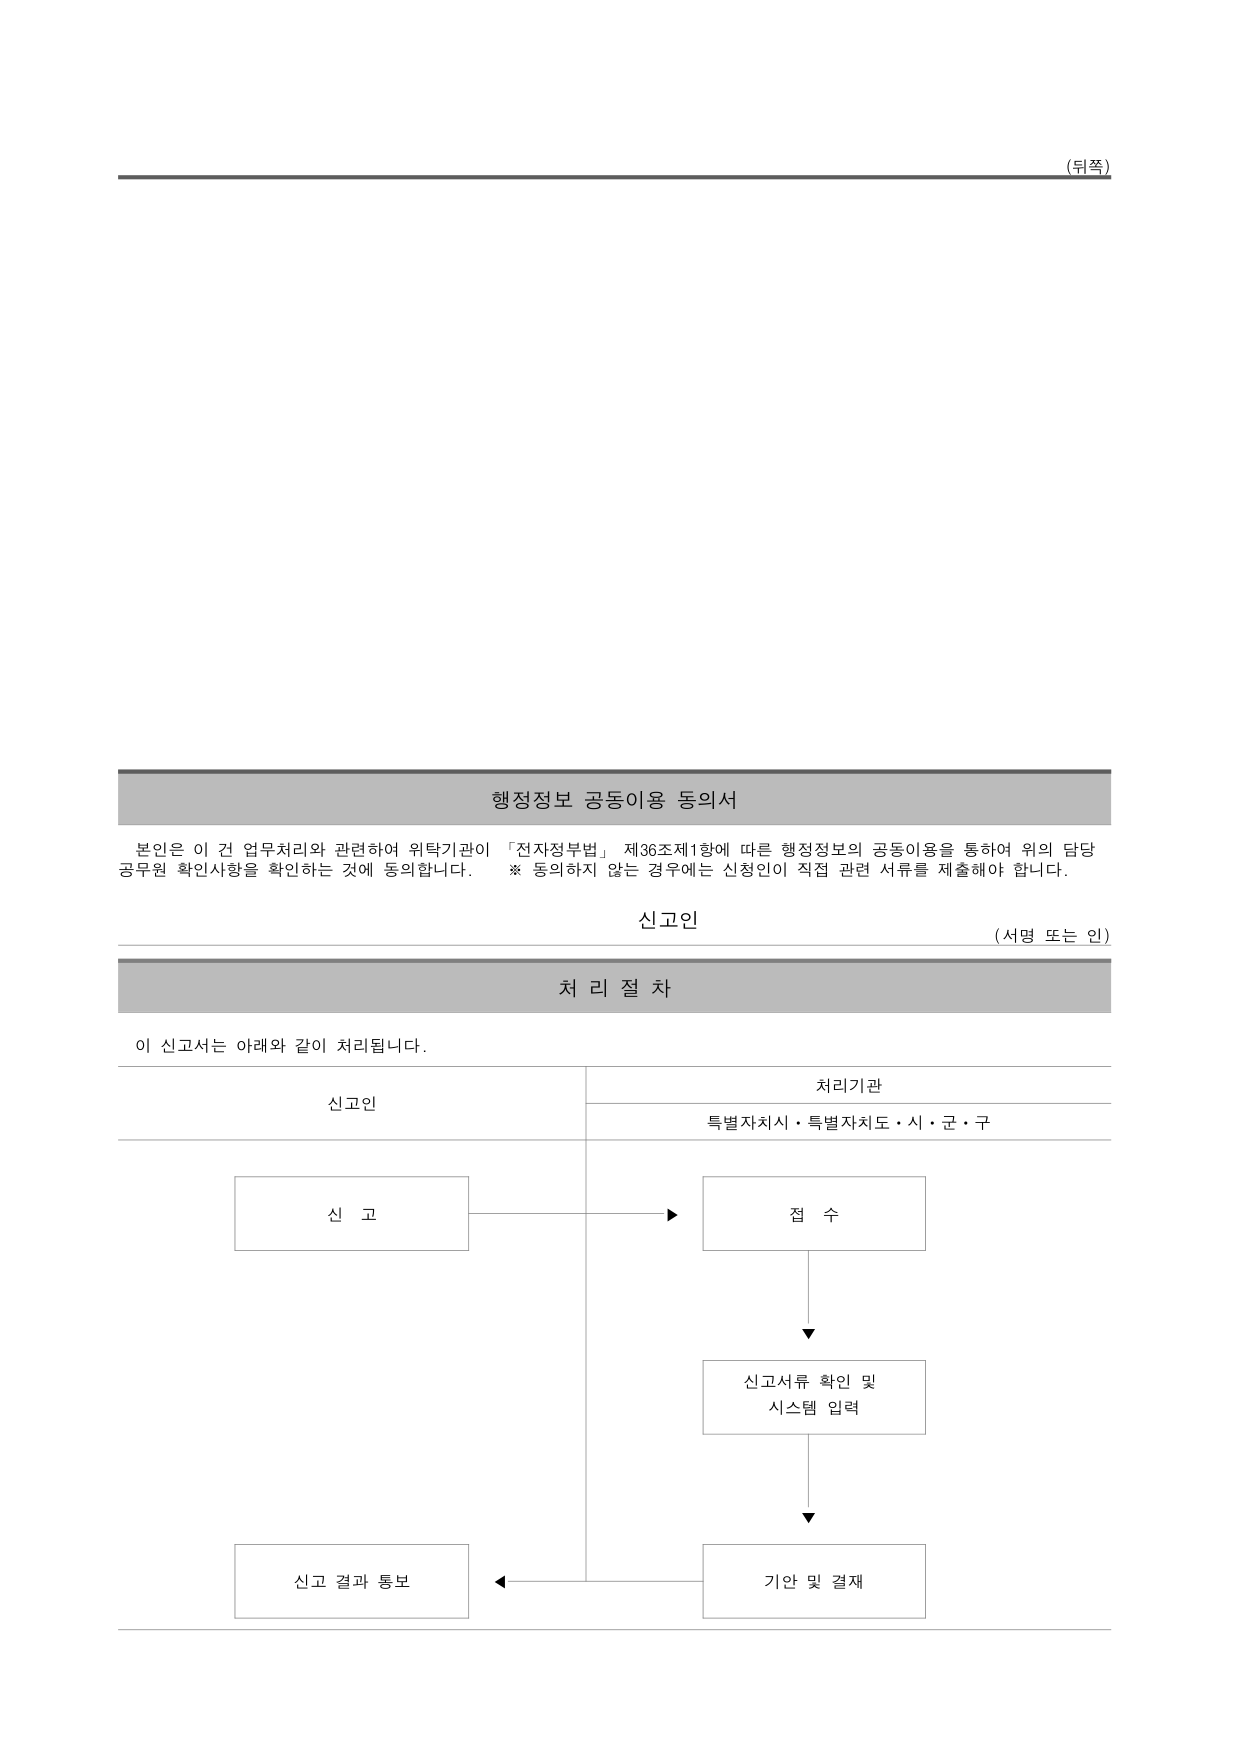 (뒤쪽)
행정정보 공동이용 동의서
본인은 이 건 업무처리와 관련하여 위탁기관이 「전자정부법」 제36조제1항에 따른 행정정보의 공동이용을 통하여 위의 담당
공무원 확인사항을 확인하는 것에 동의합니다. ※ 동의하지 않는 경우에는 신청인이 직접 관련 서류를 제출해야 합니다.
신고인
(서명 또는 인)
처 리 절 차
이 신고서는 아래와 같이 처리됩니다.
신고인
처리기관
특별자치시・특별자치도・시・군・구
신 고
접 수
신고서류 확인 및
시스템 입력
신고 결과 통보
기안 및 결재